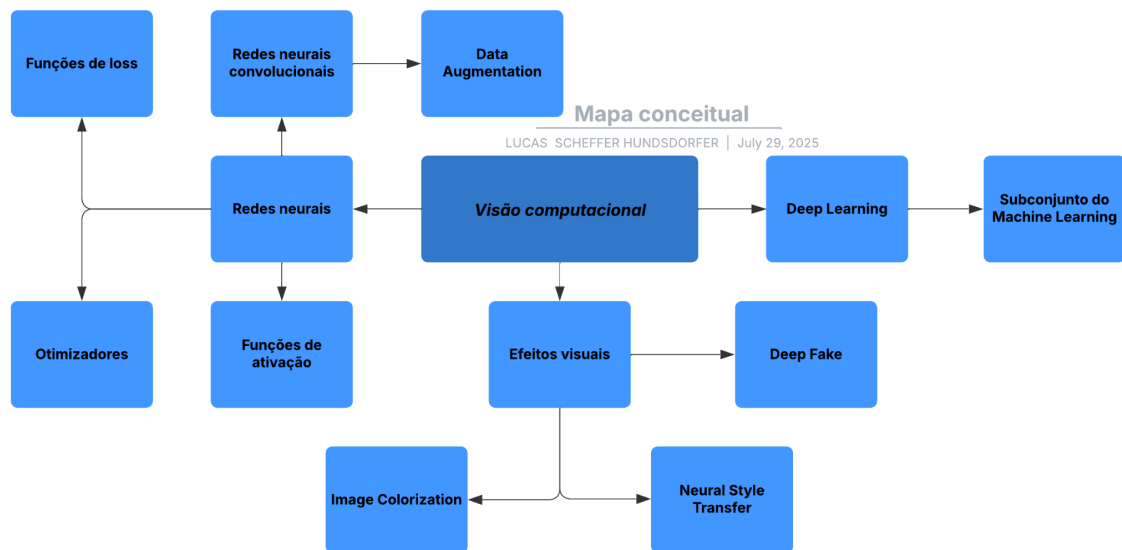 Funções de loss
Redes neurais
convolucionais
Data
Augmentation
Mapa conceitual
LUCAS SCHEFFER HUNDSDORFER | July 29, 2025
Redes neurais
Visão computacional
Deep Learning
Subconjunto do
Machine Learning
Otimizadores
Funções de
ativação
Efeitos visuais
Deep Fake
Image Colorization
Neural Style
Transfer